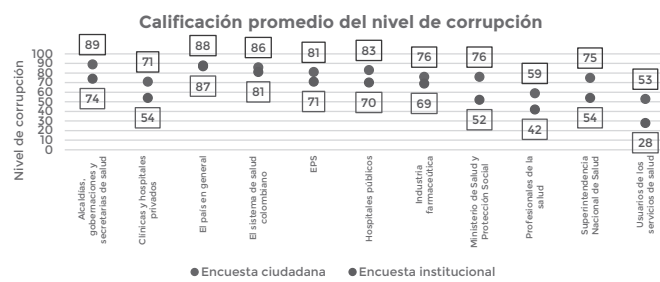 Calificación promedio del nivel de corrupción
Nivel de corrupción
100
90
80
70
60
50
40
30
20
10
0
89
71
88
86
81
83
76
76
59
75
53
74
54
87
81
71
70
69
52
42
54
28
Alcaldías,
gobernaciones y
secretarias de salud
Clínicas y hospitales
privados
El país en general
El sistema de salud
colombiano
EPS
Hospitales públicos
Industria
farmaceútica
Ministerio de Salud y
Protección Social
Profesionales de la
salud
Superintendencia
Nacional de Salud
Usuarios de los
servicios de salud
Encuesta ciudadana
Encuesta institucional